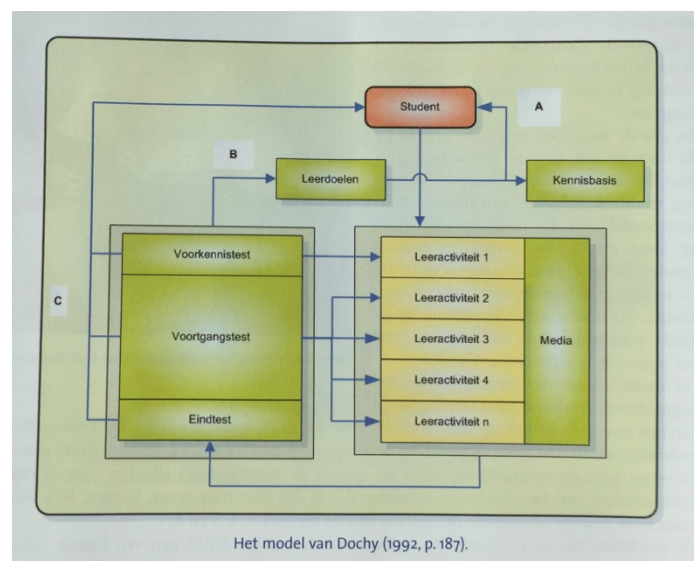 Student
A
B
Leerdoelen
Kennisbasis
Voorkennistest
Leeractiviteit 1
Leeractiviteit 2
C
Voortgangstest
Leeractiviteit 3
Media
Leeractiviteit 4
Eindtest
Leeractiviteit n
Het model van Dochy (1992, p. 187).